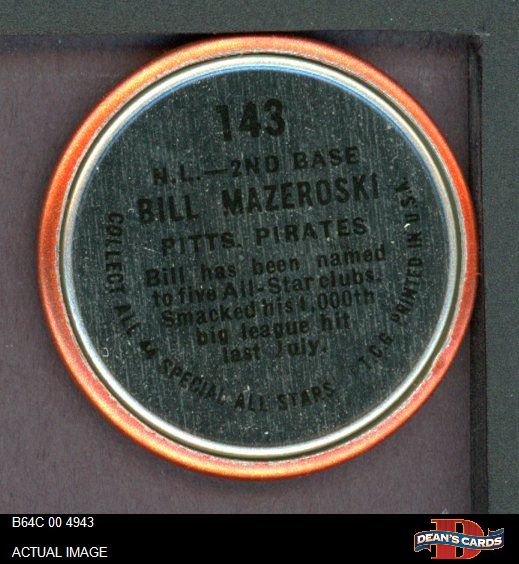 143
N.L.—2ND BASE
BILL MAZEROSKI
PITTS. PIRATES
Bill has been named
to five All-Star clubs.
Smacked his 1,000th
big league hit
last July.
COLLECT ALL 44 SPECIAL ALL STARS
T.C.G. PRINTED IN U.S.A.
B64C 00 4943
ACTUAL IMAGE
D
DEAN'S CARDS